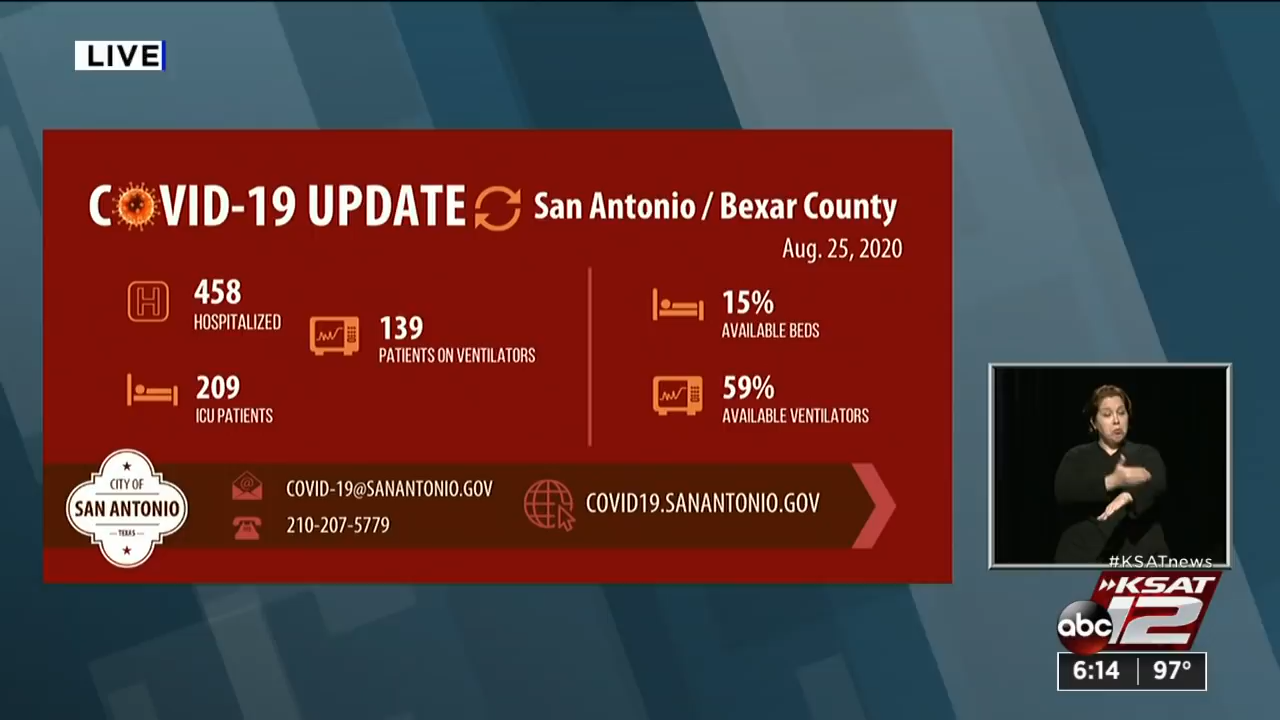 LIVE
COVID-19 UPDATE
San Antonio / Bexar County
Aug. 25, 2020
458
HOSPITALIZED
139
PATIENTS ON VENTILATORS
209
ICU PATIENTS
15%
AVAILABLE BEDS
59%
AVAILABLE VENTILATORS
CITY OF
SAN ANTONIO
TEXAS
COVID-19@SANANTONIO.GOV
210-207-5779
COVID19.SANANTONIO.GOV
#KSATnews
KSAT
abc 12
6:14 97°